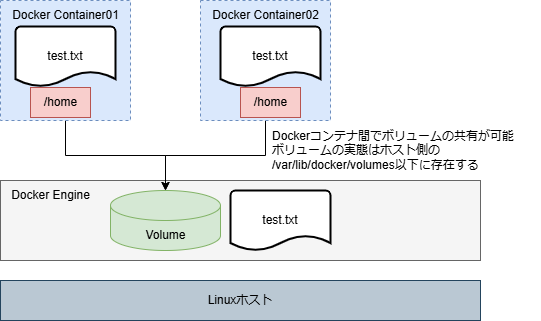 Docker Container01
Docker Container02
test.txt
test.txt
/home
/home
Dockerコンテナ間でボリュームの共有が可能
ボリュームの実態はホスト側の
/var/lib/docker/volumes以下に存在する
Docker Engine
test.txt
Volume
Linuxホスト